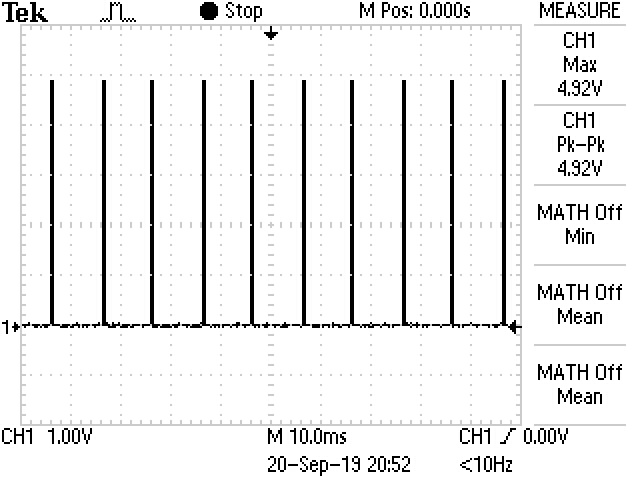 Tek Stop M Pos: 0.000s MEASURE
CH1
Max
4.92V
CH1
Pk-Pk
4.92V
MATH Off
Min
MATH Off
Mean
MATH Off
Mean
1
CH1 1.00V M 10.0ms CH1 0.00V
20-Sep-19 20:52 <10Hz